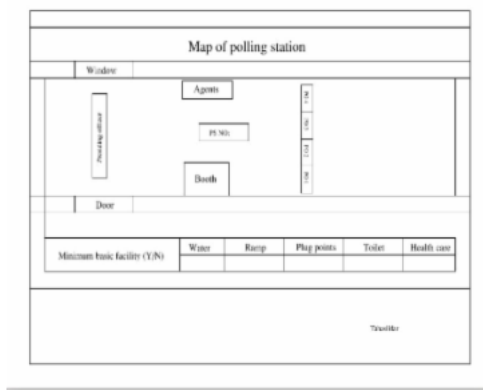 Map of polling station
Window
Agents
Presiding officer
PS NO:
Booth
Door
Minimum basic facility (Y/N)
Water
Ramp
Plug points
Toilet
Health care